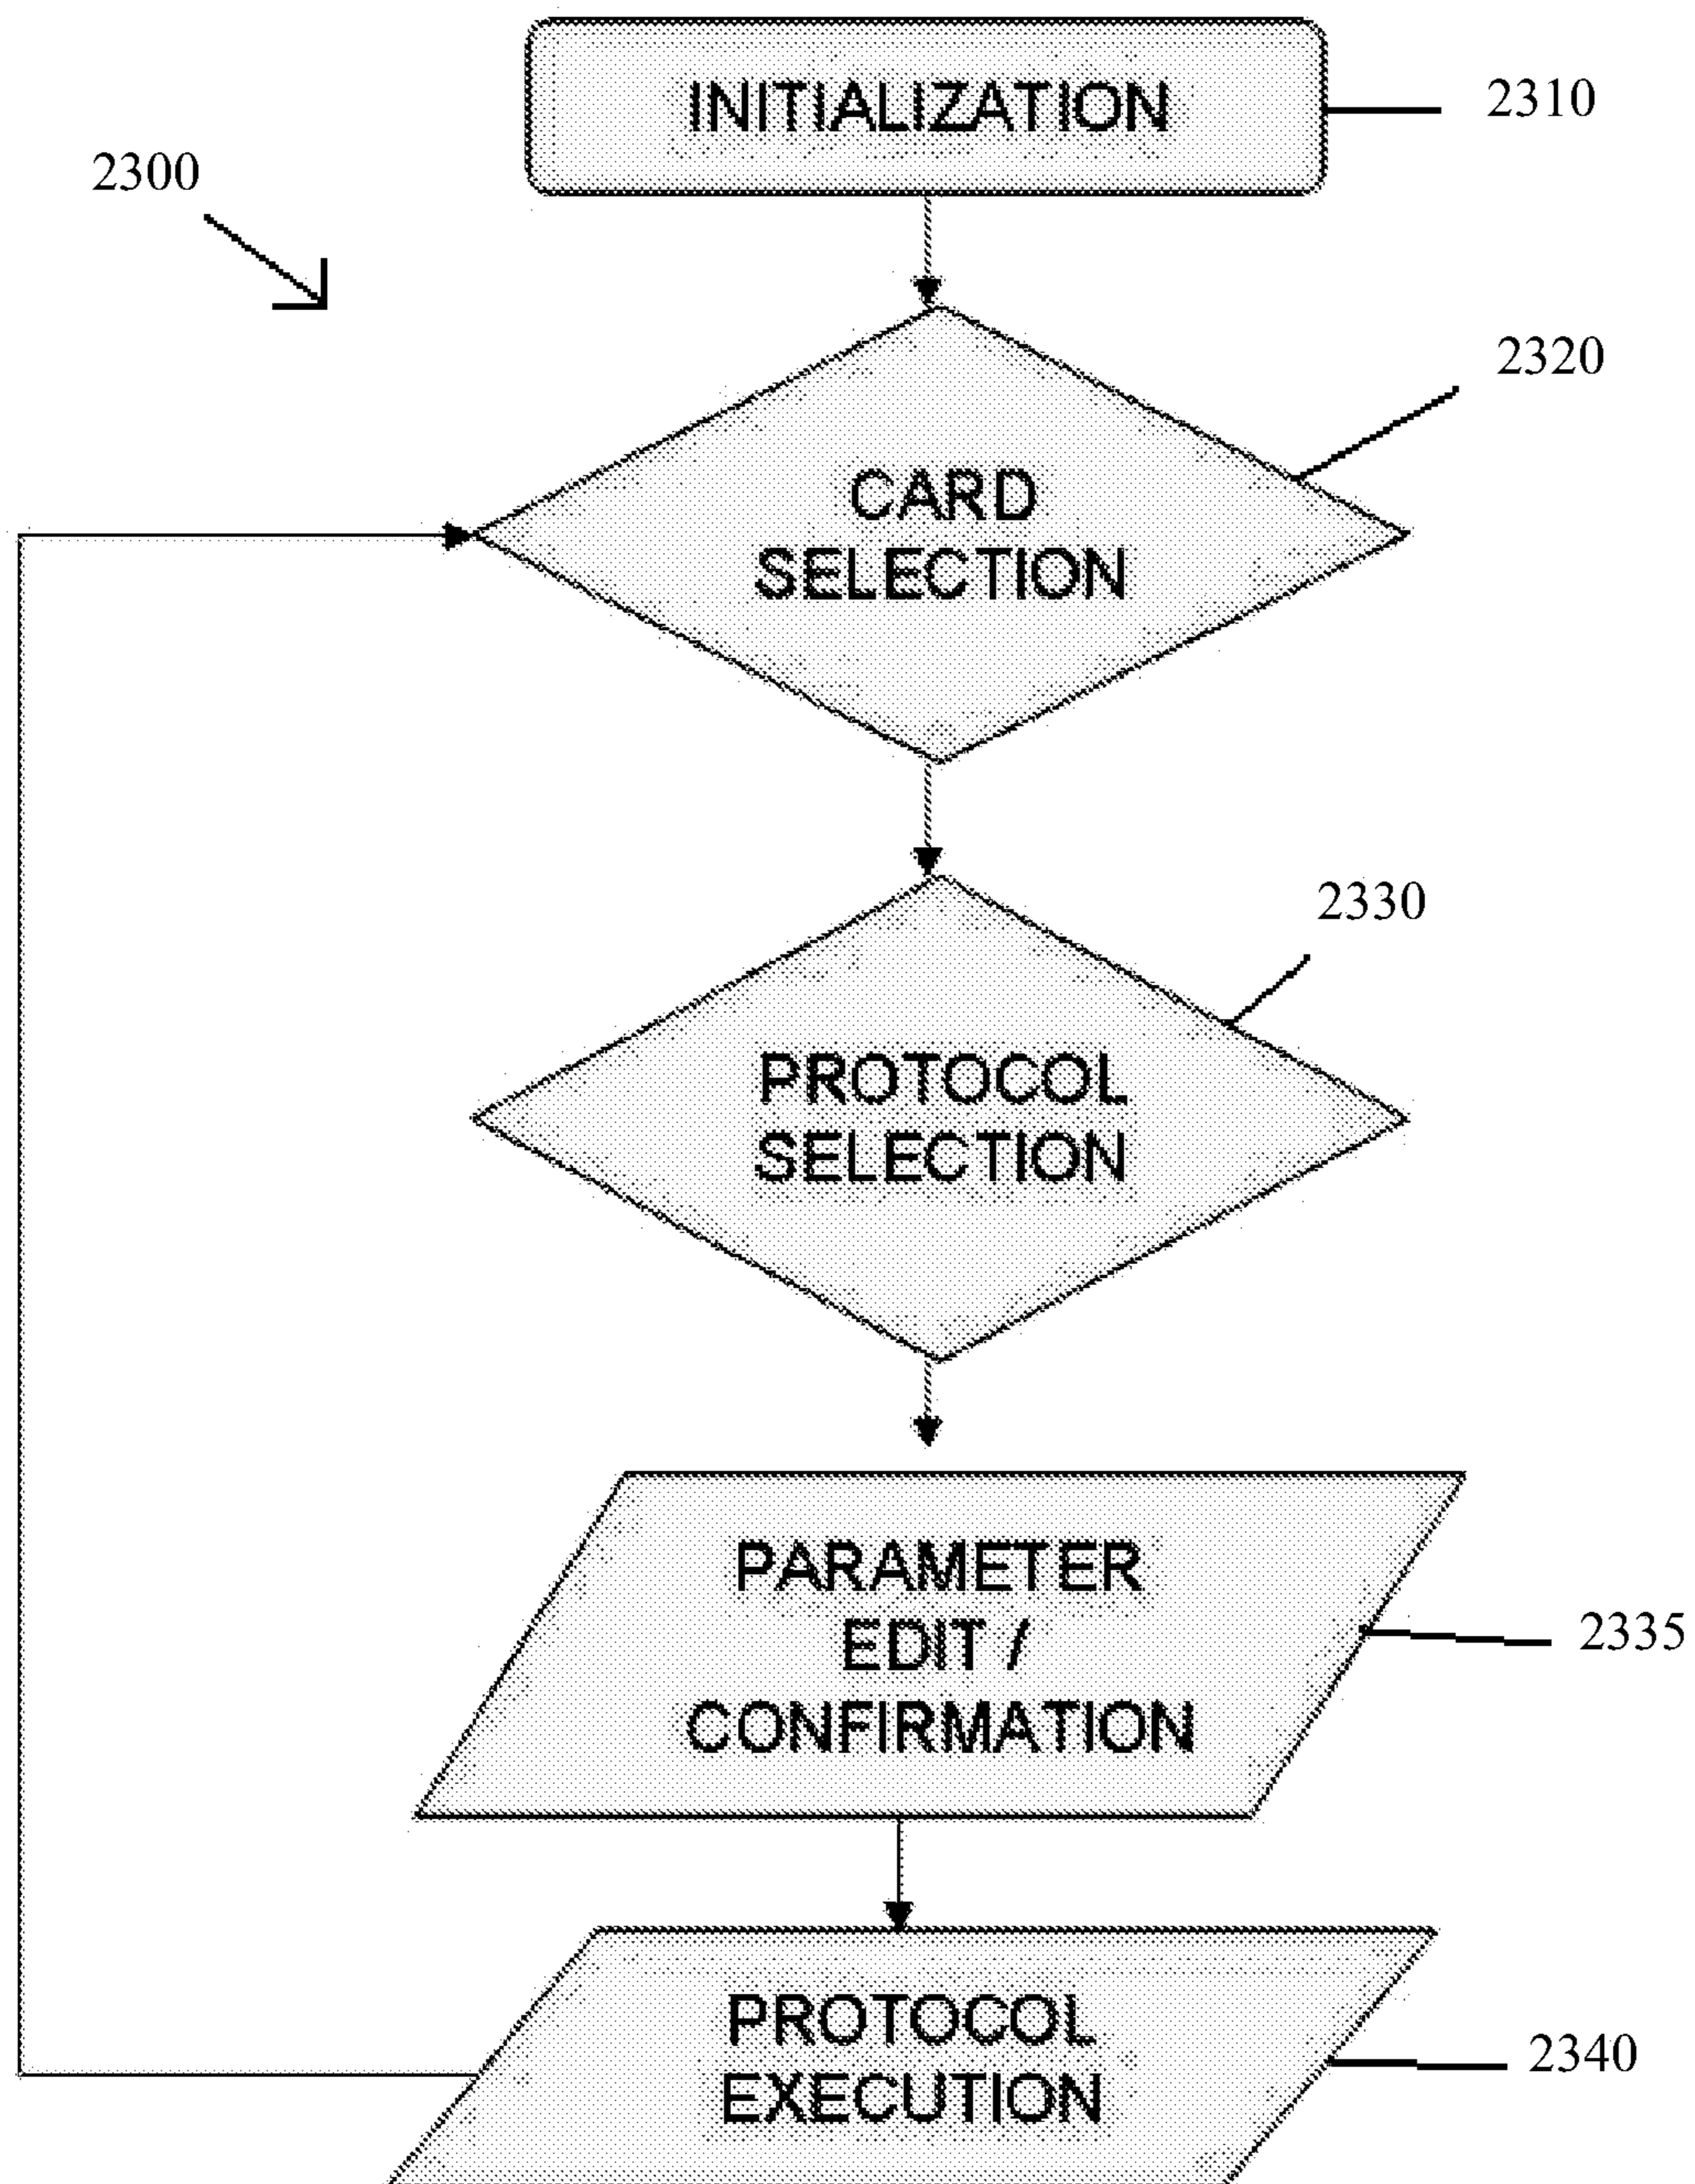 INITIALIZATION
2310
2300
2320
CARD
SELECTION
2330
PROTOCOL
SELECTION
PARAMETER
EDIT /
CONFIRMATION
2335
PROTOCOL
EXECUTION
2340